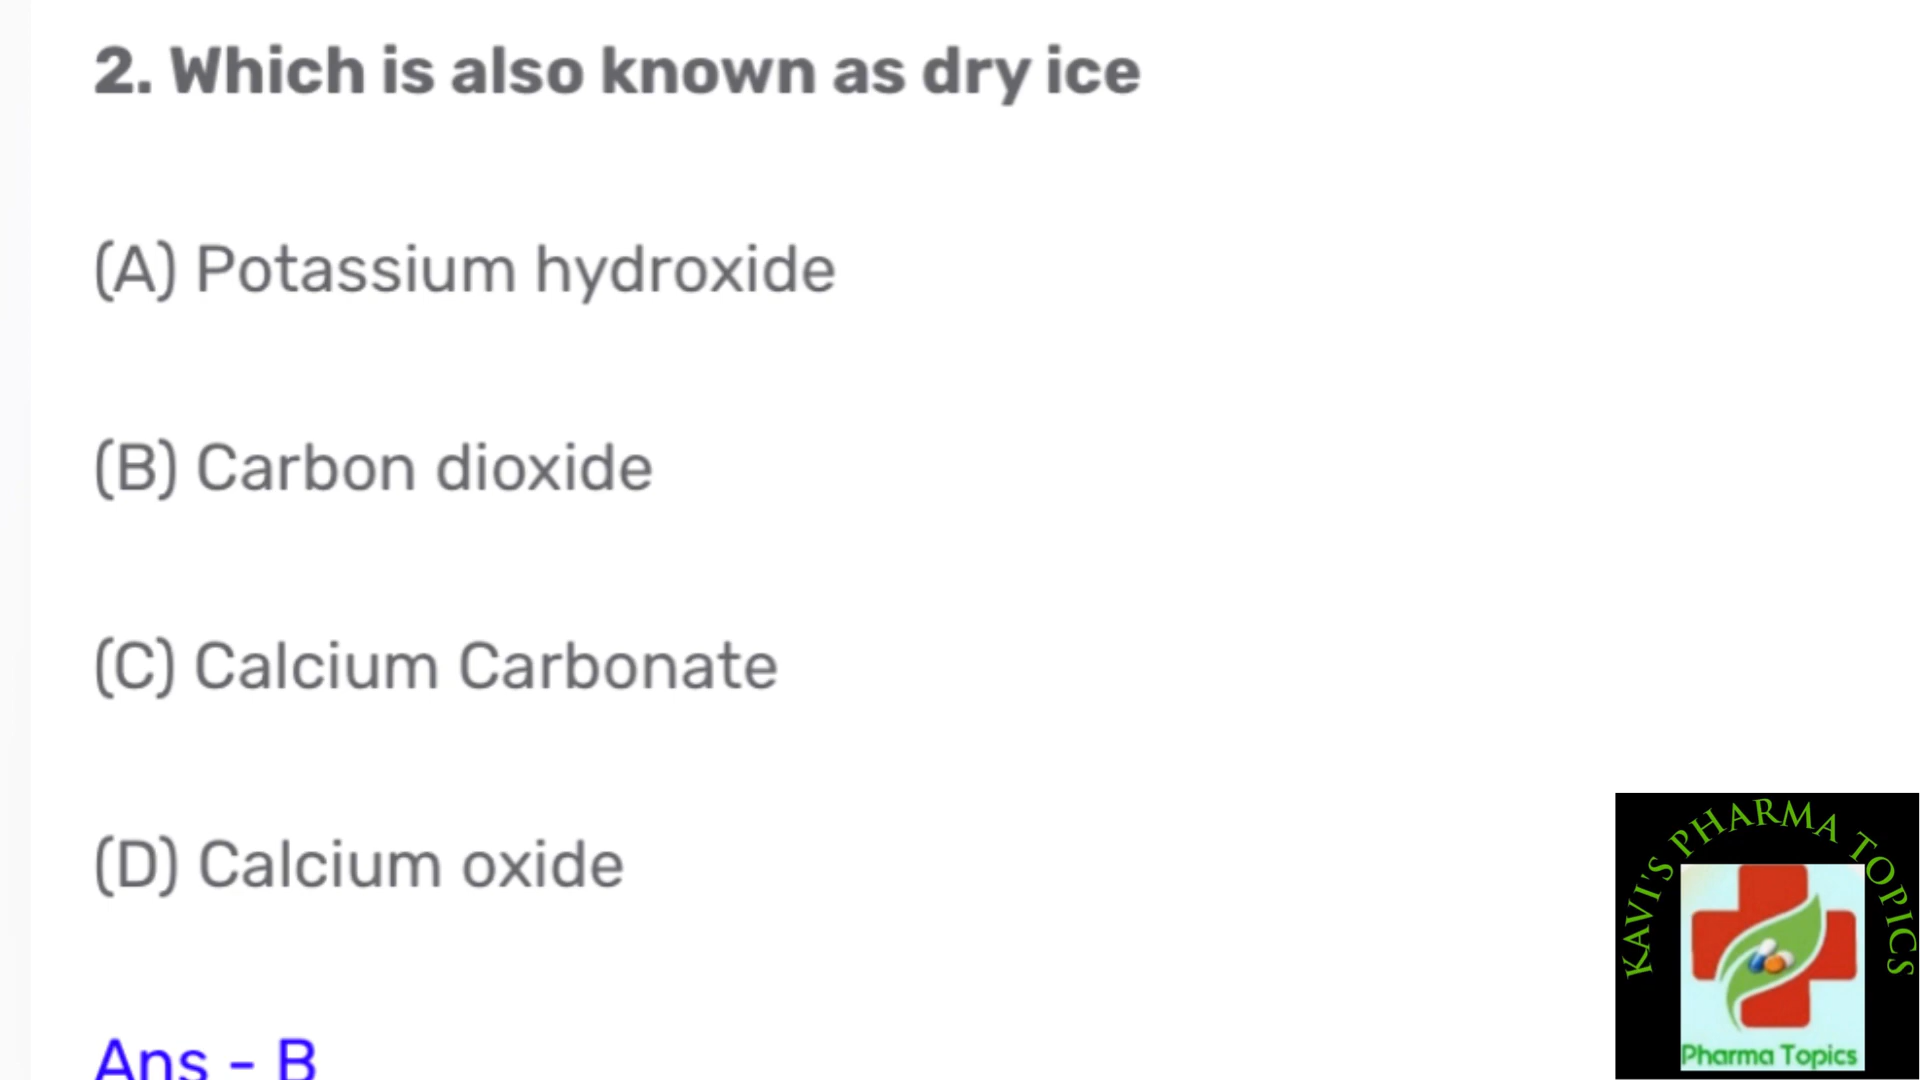 2. Which is also known as dry ice
(A) Potassium hydroxide
(B) Carbon dioxide
(C) Calcium Carbonate
(D) Calcium oxide
Ans - B
KAVI'S PHARMA TOPICS
Pharma Topics